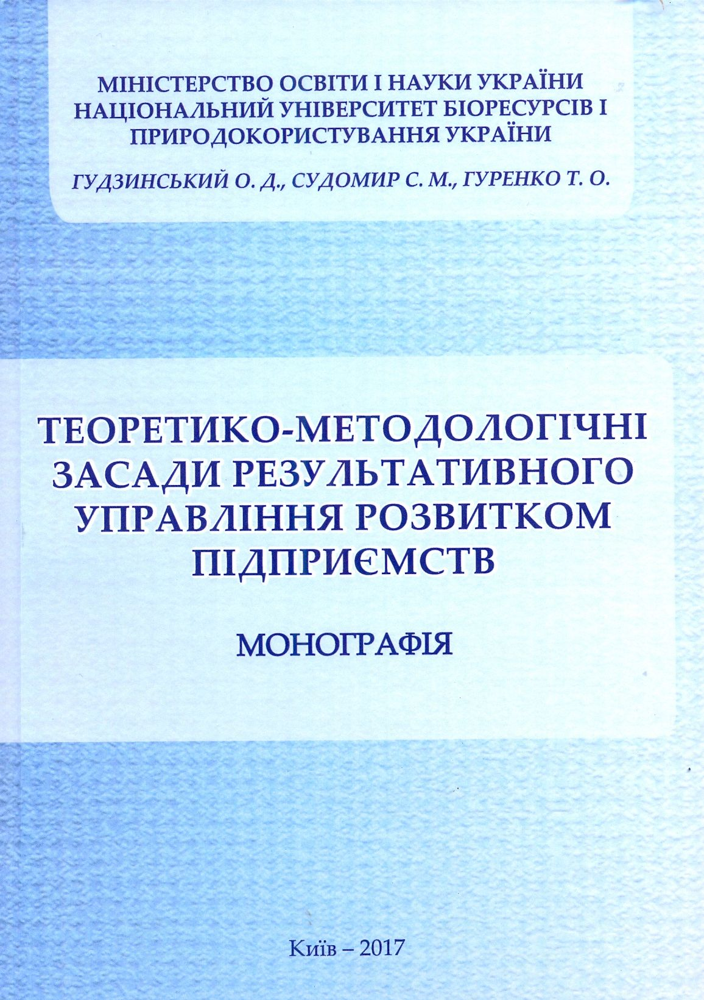 МІНІСТЕРСТВО ОСВІТИ І НАУКИ УКРАЇНИ
НАЦІОНАЛЬНИЙ УНІВЕРСИТЕТ БІОРЕСУРСІВ І
ПРИРОДОКОРИСТУВАННЯ УКРАЇНИ
ГУДЗИНСЬКИЙ О. Д., СУДОМИР С. М., ГУРЕНКО Т. О.
ТЕОРЕТИКО-МЕТОДОЛОГІЧНІ
ЗАСАДИ РЕЗУЛЬТАТИВНОГО
УПРАВЛІННЯ РОЗВИТКОМ
ПІДПРИЄМСТВ
МОНОГРАФІЯ
Київ – 2017